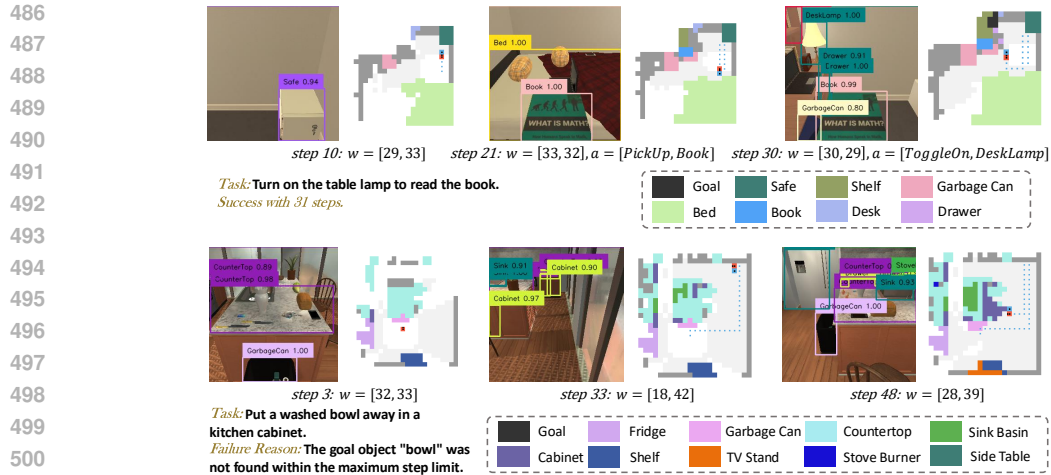 486
487
488
489
490
491
492
493
494
495
496
497
498
499
500
Safe 0.94
Bed 1.00
Book 1.00
WHAT IS MATH?
DeskLamp 1.00
Drawer 0.91
Drawer 1.00
Book 0.99
GarbageCan 0.80
WHAT IS MATH?
step 10: w = [29, 33]
step 21: w = [33, 32], a = [PickUp, Book]
step 30: w = [30, 29], a = [ToggleOn, DeskLamp]
Task: Turn on the table lamp to read the book.
Success with 31 steps.
Goal Safe Shelf Garbage Can
Bed Book Desk Drawer
CounterTop 0.89
CounterTop 0.98
GarbageCan 1.00
Sink 0.91
Cabinet 0.90
Cabinet 0.97
Stove
Sink 0.93
GarbageCan 1.00
step 3: w = [32, 33]
step 33: w = [18, 42]
step 48: w = [28, 39]
Task: Put a washed bowl away in a
kitchen cabinet.
Failure Reason: The goal object "bowl" was
not found within the maximum step limit.
Goal Fridge Garbage Can Countertop Sink Basin
Cabinet Shelf TV Stand Stove Burner Side Table